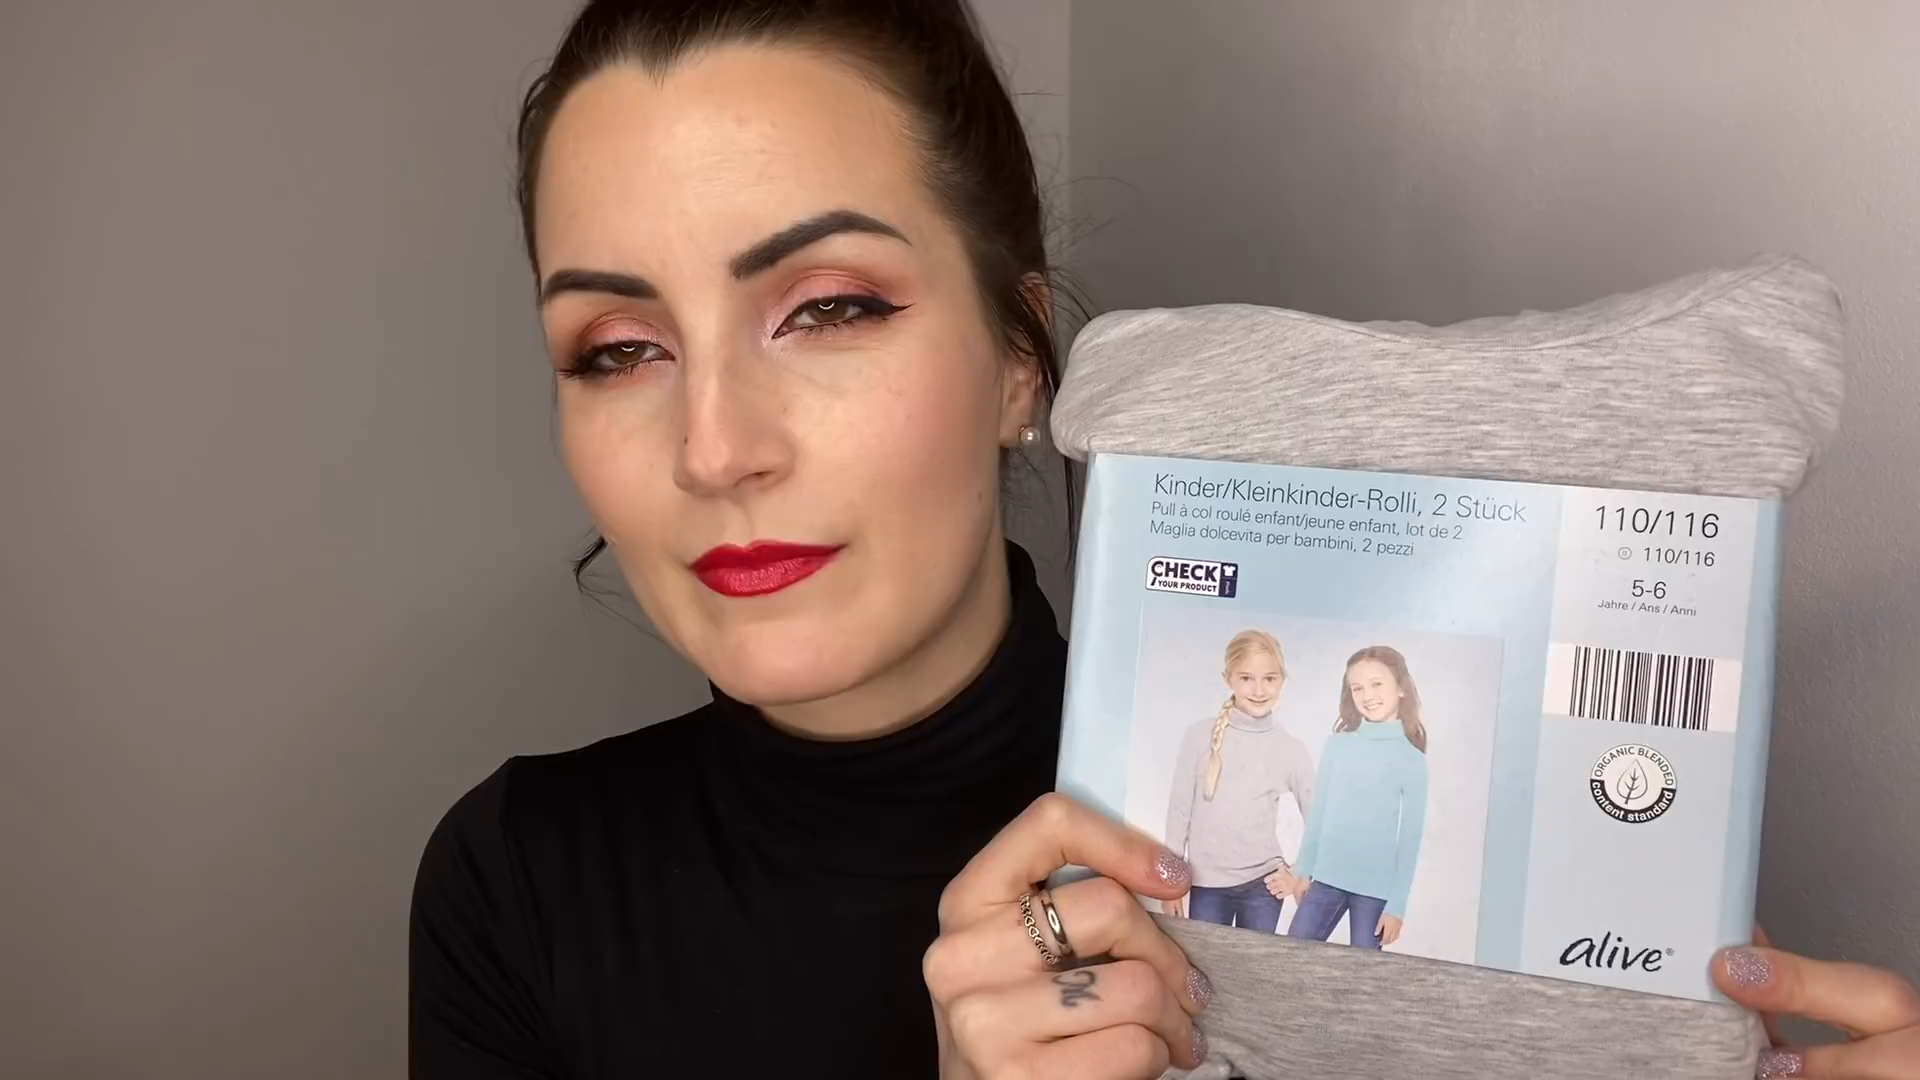 Kinder/Kleinkinder-Rolli, 2 Stück
Pull à col roulé enfant/jeune enfant, lot de 2
Maglia dolcevita per bambini, 2 pezzi
CHECK
YOUR PRODUCT
110/116
110/116
5-6
Jahre / Ans / Anni
ORGANIC BLENDED
content standard
alive®